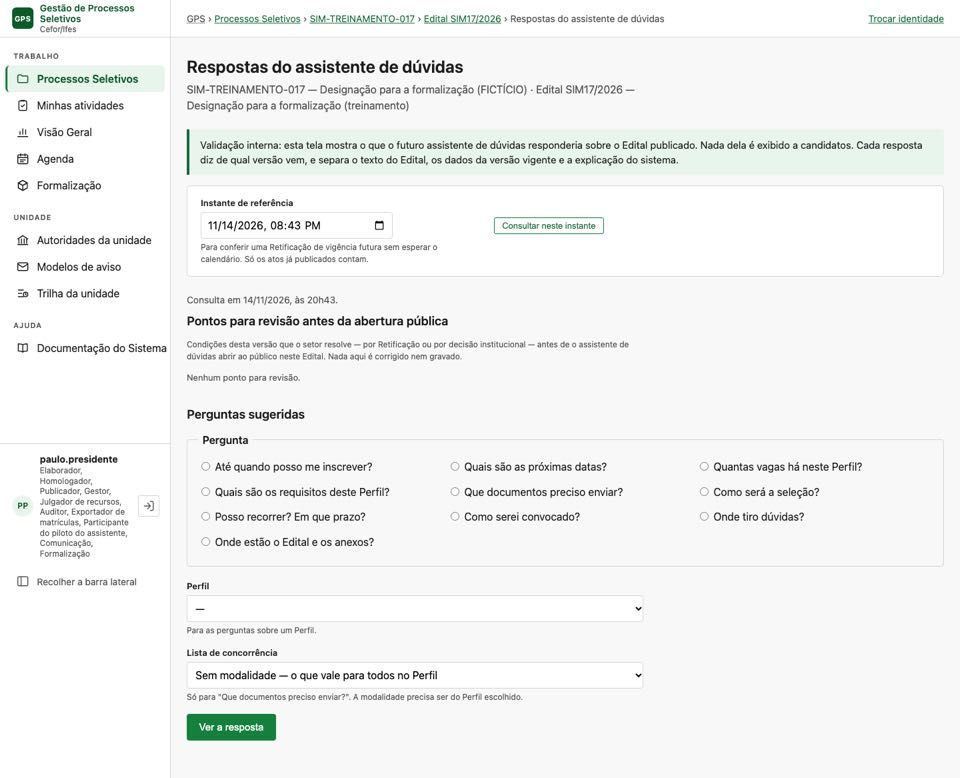 GPS
Gestão de Processos
Seletivos
Cefor/Ifes
GPS › Processos Seletivos › SIM-TREINAMENTO-017 › Edital SIM17/2026 › Respostas do assistente de dúvidas
Trocar identidade
TRABALHO
Processos Seletivos
Minhas atividades
Visão Geral
Agenda
Formalização
UNIDADE
Autoridades da unidade
Modelos de aviso
Trilha da unidade
AJUDA
Documentação do Sistema
PP
paulo.presidente
Elaborador,
Homologador,
Publicador, Gestor,
Julgador de recursos,
Auditor, Exportador de
matrículas, Participante
do piloto do assistente,
Comunicação,
Formalização
Recolher a barra lateral
Respostas do assistente de dúvidas
SIM-TREINAMENTO-017 — Designação para a formalização (FICTÍCIO) · Edital SIM17/2026 —
Designação para a formalização (treinamento)
Validação interna: esta tela mostra o que o futuro assistente de dúvidas responderia sobre o Edital publicado. Nada dela é exibido a candidatos. Cada resposta
diz de qual versão vem, e separa o texto do Edital, os dados da versão vigente e a explicação do sistema.
Instante de referência
11/14/2026, 08:43 PM
Consultar neste instante
Para conferir uma Retificação de vigência futura sem esperar o
calendário. Só os atos já publicados contam.
Consulta em 14/11/2026, às 20h43.
Pontos para revisão antes da abertura pública
Condições desta versão que o setor resolve — por Retificação ou por decisão institucional — antes de o assistente de
dúvidas abrir ao público neste Edital. Nada aqui é corrigido nem gravado.
Nenhum ponto para revisão.
Perguntas sugeridas
Pergunta
Até quando posso me inscrever?
Quais são as próximas datas?
Quantas vagas há neste Perfil?
Quais são os requisitos deste Perfil?
Que documentos preciso enviar?
Como será a seleção?
Posso recorrer? Em que prazo?
Como serei convocado?
Onde tiro dúvidas?
Onde estão o Edital e os anexos?
Perfil
—
Para as perguntas sobre um Perfil.
Lista de concorrência
Sem modalidade — o que vale para todos no Perfil
Só para "Que documentos preciso enviar?". A modalidade precisa ser do Perfil escolhido.
Ver a resposta